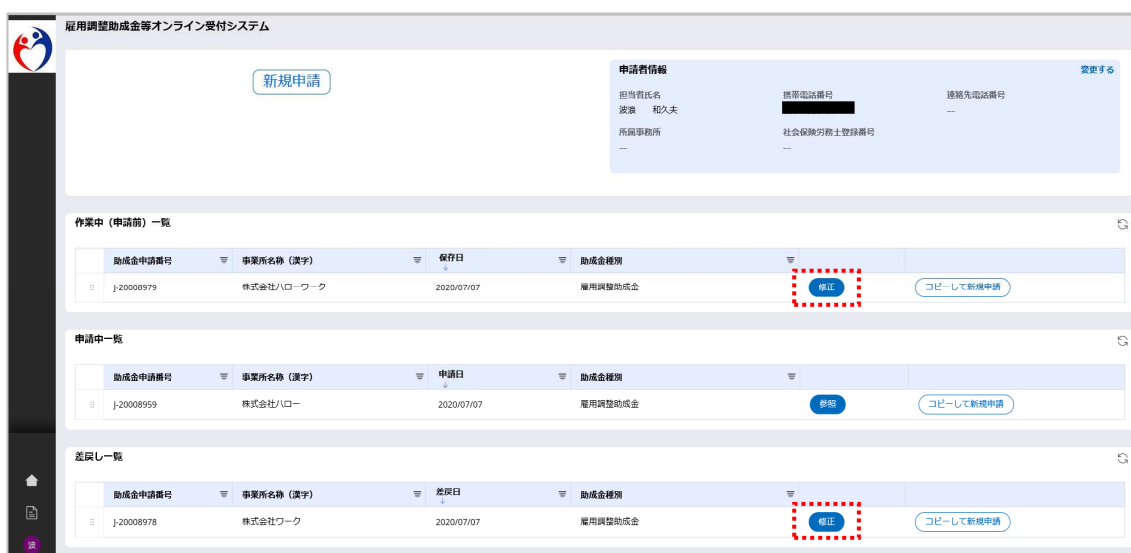 雇用調整助成金等オンライン受付システム
新規申請
申請者情報
変更する
担当者氏名 携帯電話番号 連絡先電話番号
波浪 和久夫 --
所属事務所 社会保険労務士登録番号
-- --
作業中（申請前）一覧
助成金申請番号 事業所名称（漢字） 保存日 助成金種別
J-20008979 株式会社ハローワーク 2020/07/07 雇用調整助成金 修正 コピーして新規申請
申請中一覧
助成金申請番号 事業所名称（漢字） 申請日 助成金種別
J-20008959 株式会社ハロー 2020/07/07 雇用調整助成金 参照 コピーして新規申請
差戻し一覧
助成金申請番号 事業所名称（漢字） 差戻日 助成金種別
J-20008978 株式会社ワーク 2020/07/07 雇用調整助成金 修正 コピーして新規申請
波